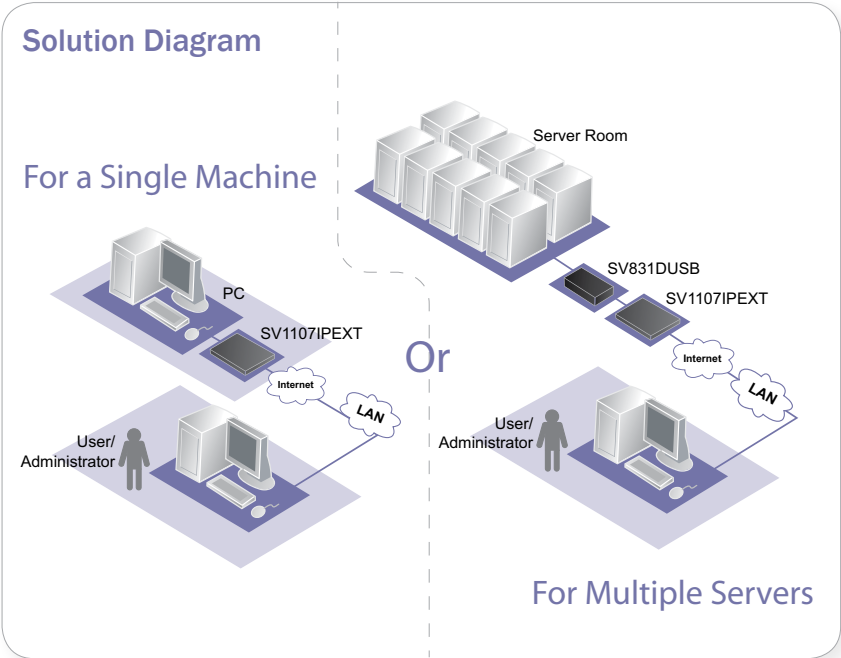 Solution Diagram
For a Single Machine
PC
SV1107IPEXT
Internet
LAN
User/
Administrator
Or
Server Room
SV831DUSB
SV1107IPEXT
Internet
LAN
User/
Administrator
For Multiple Servers